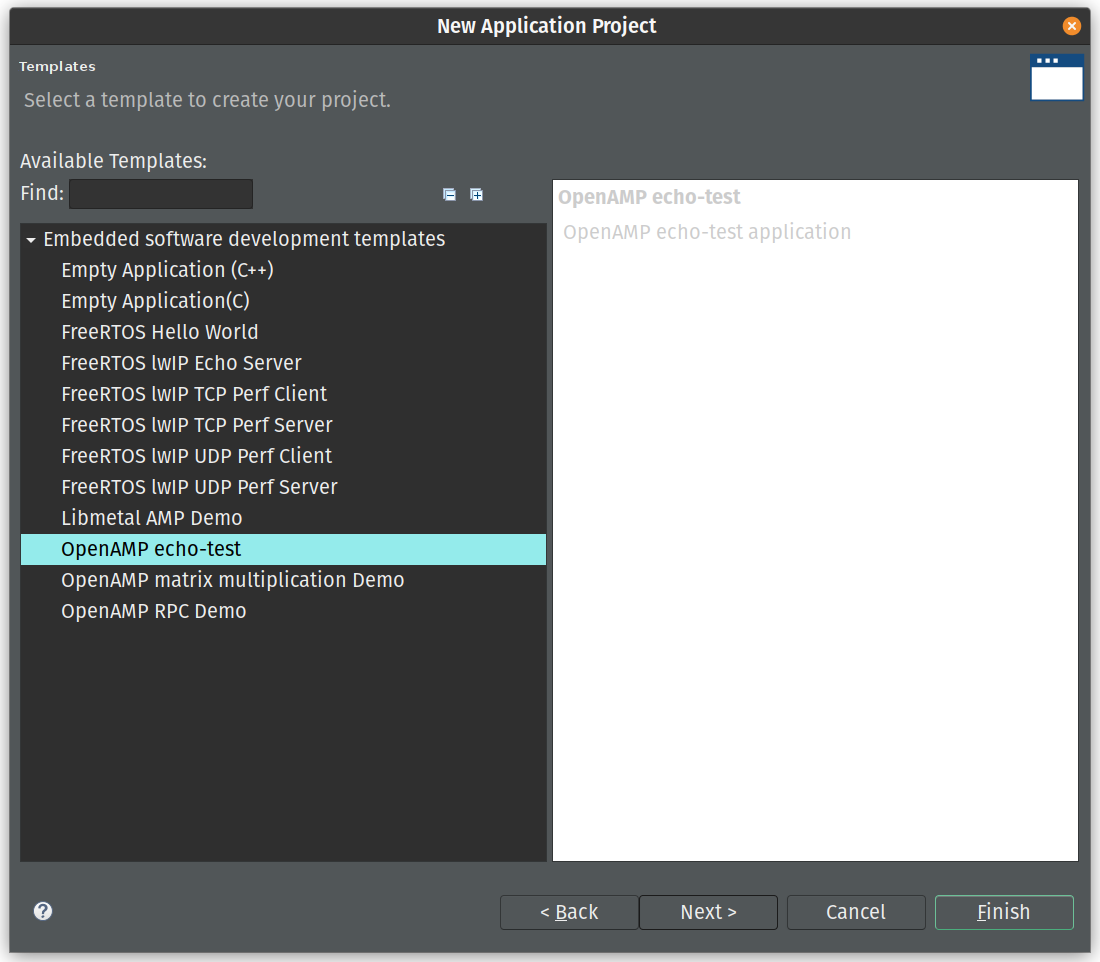 New Application Project
Templates
Select a template to create your project.
Available Templates:
Find:
Embedded software development templates
Empty Application (C++)
Empty Application(C)
FreeRTOS Hello World
FreeRTOS lwIP Echo Server
FreeRTOS lwIP TCP Perf Client
FreeRTOS lwIP TCP Perf Server
FreeRTOS lwIP UDP Perf Client
FreeRTOS lwIP UDP Perf Server
Libmetal AMP Demo
OpenAMP echo-test
OpenAMP matrix multiplication Demo
OpenAMP RPC Demo
OpenAMP echo-test
OpenAMP echo-test application
< Back
Next >
Cancel
Finish